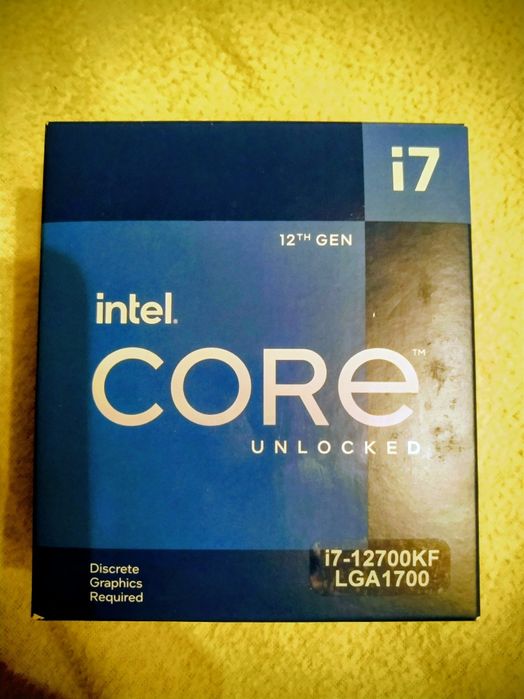 i7
12TH GEN
intel.
CORE™
UNLOCKED
Discrete
Graphics
Required
i7-12700KF
LGA1700